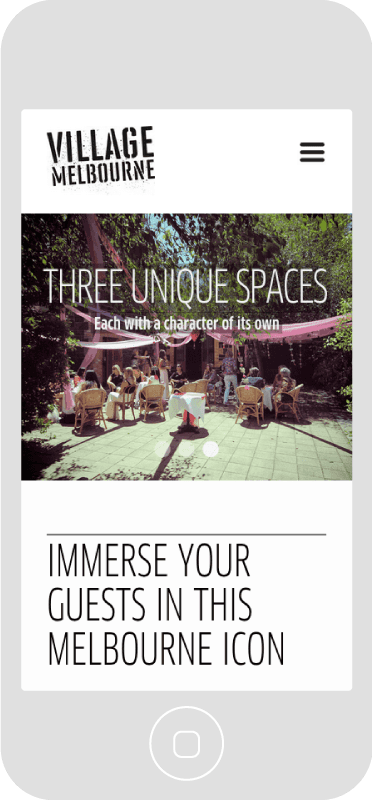 VILLAGE
MELBOURNE
THREE UNIQUE SPACES
Each with a character of its own
IMMERSE YOUR
GUESTS IN THIS
MELBOURNE ICON